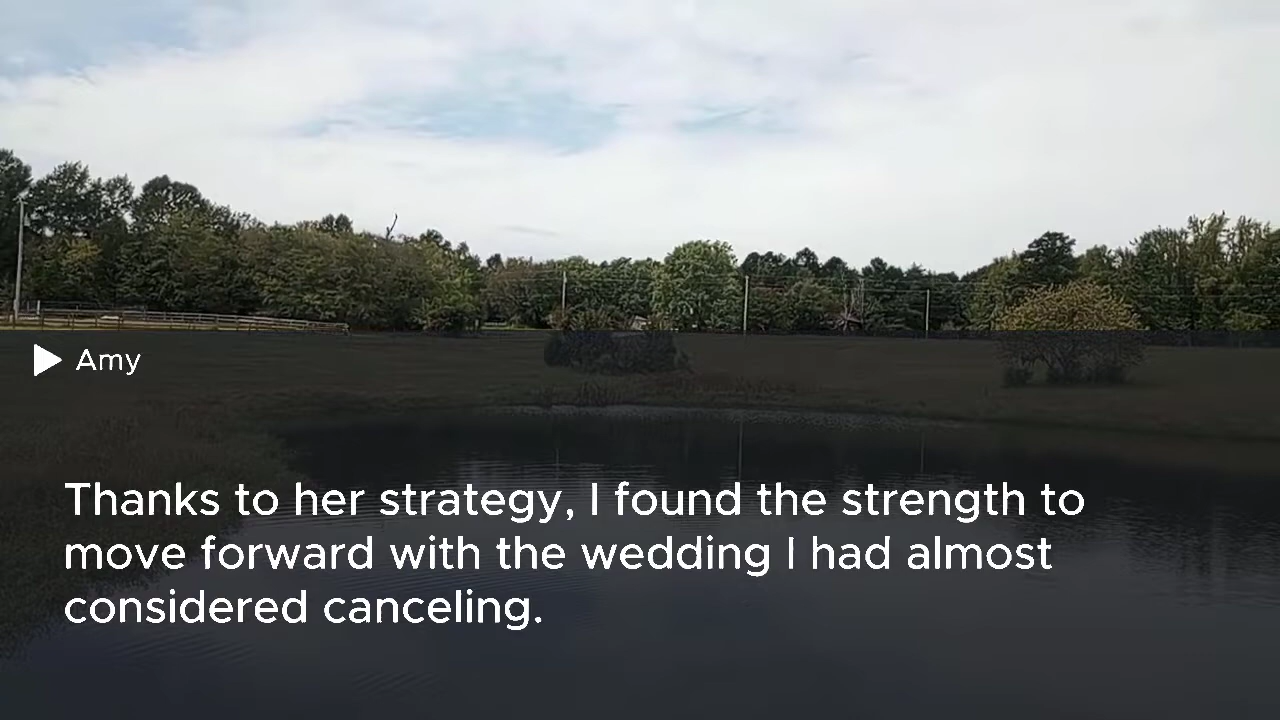 Amy
Thanks to her strategy, I found the strength to
move forward with the wedding I had almost
considered canceling.